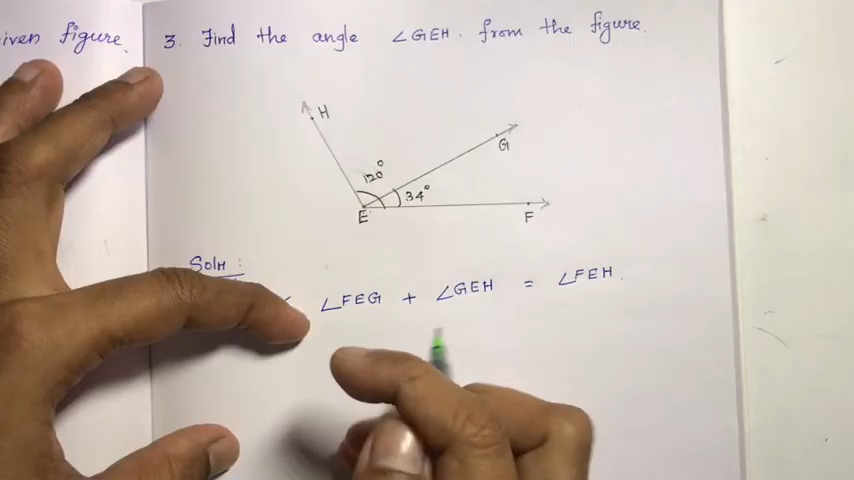 iven figure.
3. Find the angle ∠GEH. from the figure.
H
G
120°
34°
E
F
Soln :
∠FEG + ∠GEH = ∠FEH.